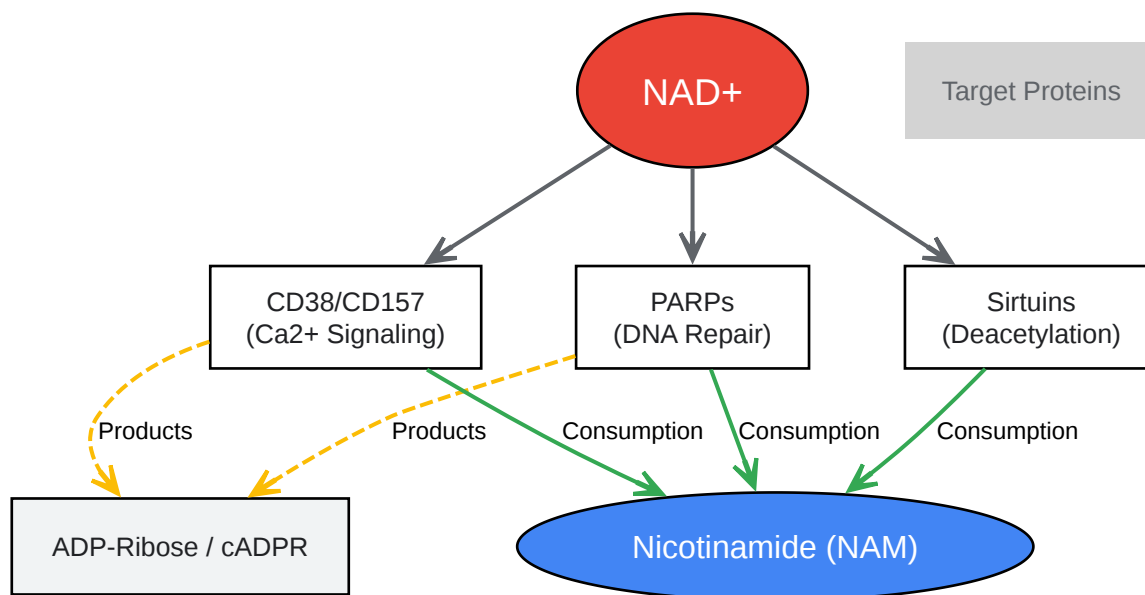 NAD+
Target Proteins
CD38/CD157
(Ca2+ Signaling)
PARPs
(DNA Repair)
Sirtuins
(Deacetylation)
Products
Products
Consumption
Consumption
Consumption
ADP-Ribose / cADPR
Nicotinamide (NAM)